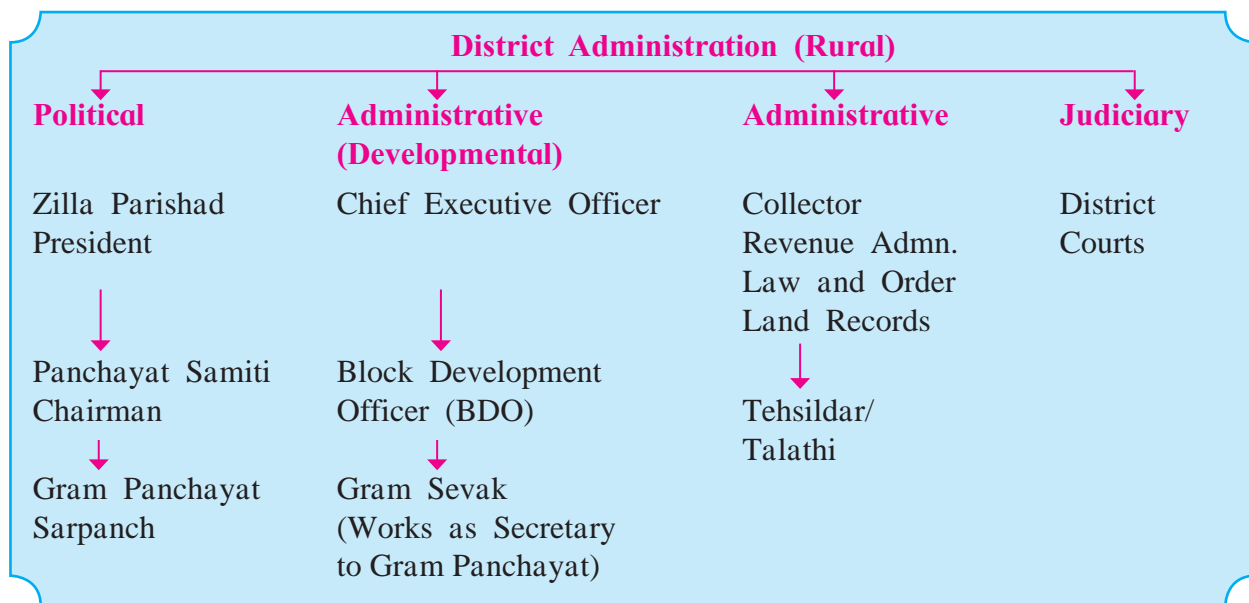 District Administration (Rural)
Political
Administrative
(Developmental)
Administrative
Judiciary
Zilla Parishad
President
Panchayat Samiti
Chairman
Gram Panchayat
Sarpanch
Chief Executive Officer
Block Development
Officer (BDO)
Gram Sevak
(Works as Secretary
to Gram Panchayat)
Collector
Revenue Admn.
Law and Order
Land Records
Tehsildar/
Talathi
District
Courts